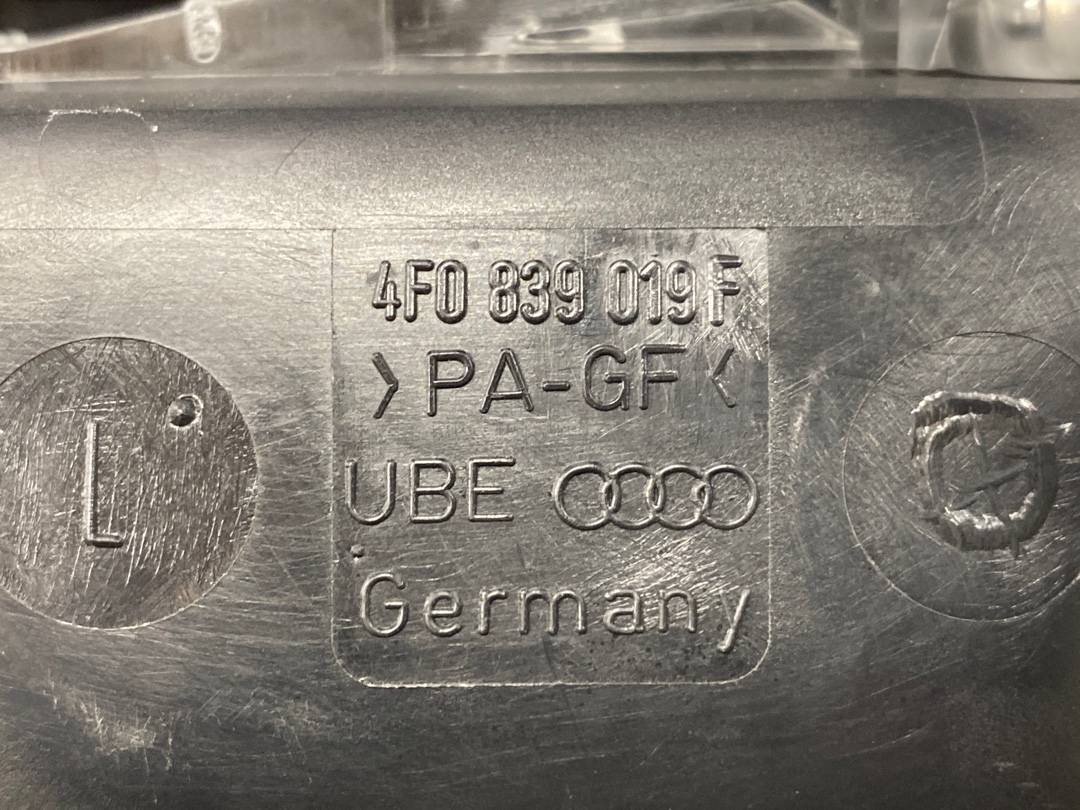 4F0 839 019 F
>PA-GF<
L
UBE
Germany